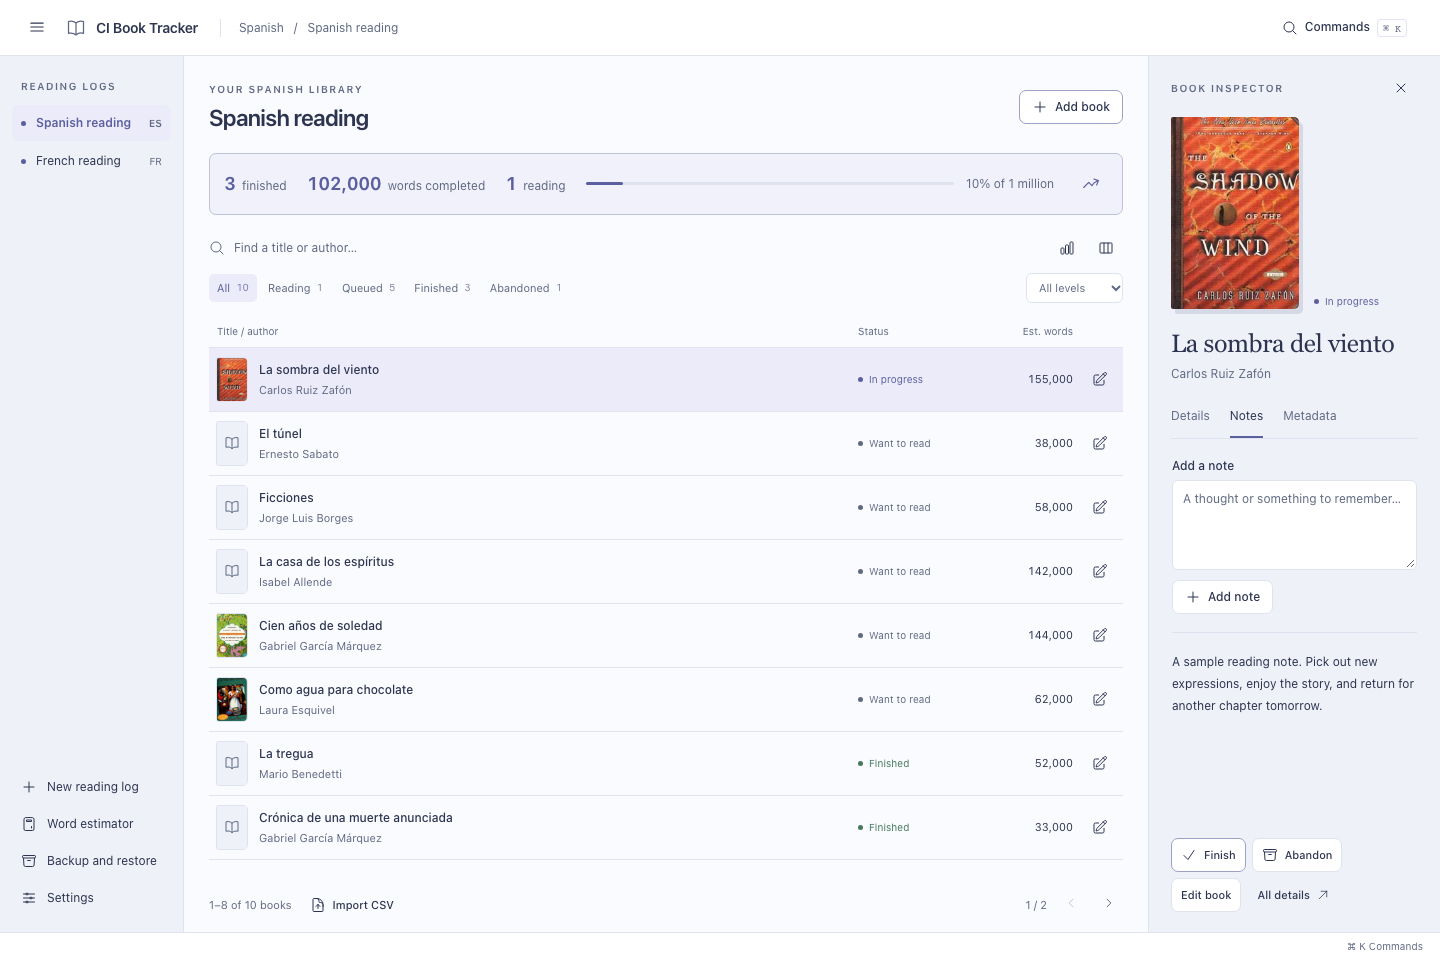 CI Book Tracker
Spanish / Spanish reading
Commands ⌘ K
READING LOGS
Spanish reading ES
French reading FR
New reading log
Word estimator
Backup and restore
Settings
YOUR SPANISH LIBRARY
Spanish reading
Add book
3 finished 102,000 words completed 1 reading 10% of 1 million
Find a title or author...
All 10 Reading 1 Queued 5 Finished 3 Abandoned 1 All levels
Title / author Status Est. words
La sombra del viento
Carlos Ruiz Zafón
In progress 155,000
El túnel
Ernesto Sabato
Want to read 38,000
Ficciones
Jorge Luis Borges
Want to read 58,000
La casa de los espíritus
Isabel Allende
Want to read 142,000
Cien años de soledad
Gabriel García Márquez
Want to read 144,000
Como agua para chocolate
Laura Esquivel
Want to read 62,000
La tregua
Mario Benedetti
Finished 52,000
Crónica de una muerte anunciada
Gabriel García Márquez
Finished 33,000
1–8 of 10 books Import CSV 1 / 2
BOOK INSPECTOR
THE
SHADOW
OF THE
WIND
CARLOS RUIZ ZAFÓN
In progress
La sombra del viento
Carlos Ruiz Zafón
Details Notes Metadata
Add a note
A thought or something to remember...
Add note
A sample reading note. Pick out new
expressions, enjoy the story, and return for
another chapter tomorrow.
Finish Abandon
Edit book All details
⌘ K Commands